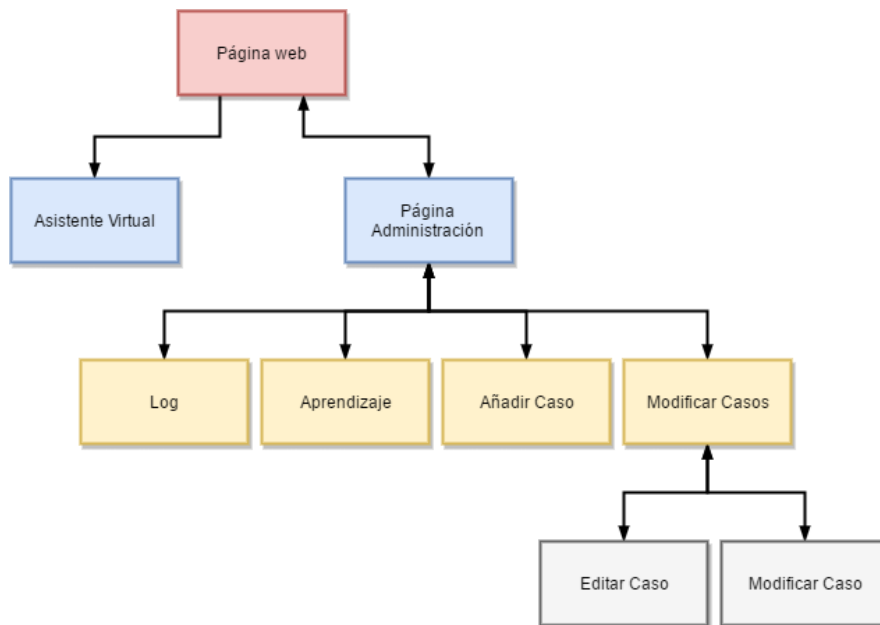 Página web
Asistente Virtual
Página
Administración
Log
Aprendizaje
Añadir Caso
Modificar Casos
Editar Caso
Modificar Caso